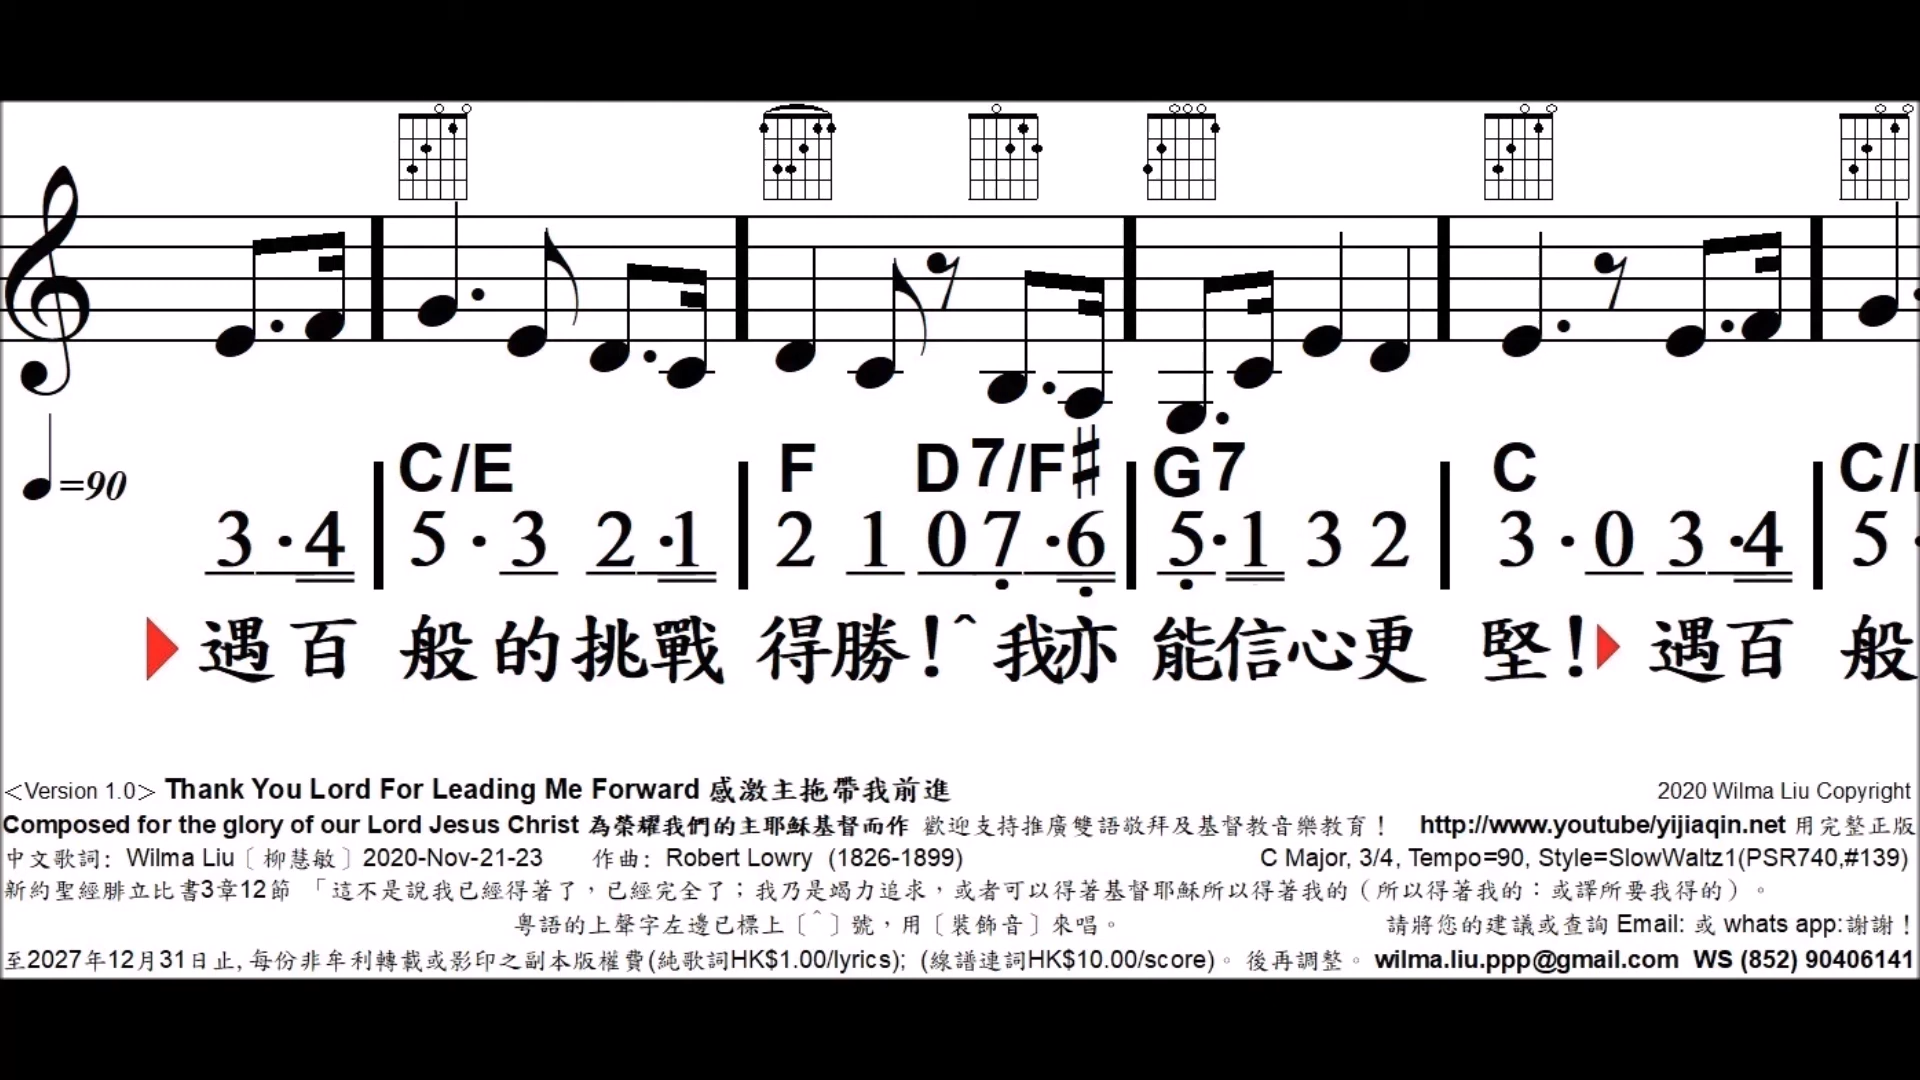 =90
C/E F D7/F♯ G7 C C/
3·4 | 5·3 2·1 | 2 1 0 7·6 | 5·1 3 2 | 3·0 3·4 | 5
遇百 般的挑戰 得勝！^我亦 能信心更 堅！遇百 般
<Version 1.0> Thank You Lord For Leading Me Forward 感激主拖帶我前進 2020 Wilma Liu Copyright
Composed for the glory of our Lord Jesus Christ 為榮耀我們的主耶穌基督而作 歡迎支持推廣雙語敬拜及基督教音樂教育！ http://www.youtube/yijiaqin.net 用完整正版
中文歌詞：Wilma Liu〔柳慧敏〕2020-Nov-21-23 作曲：Robert Lowry (1826-1899) C Major, 3/4, Tempo=90, Style=SlowWaltz1(PSR740,#139)
新約聖經腓立比書3章12節 「這不是說我已經得著了，已經完全了；我乃是竭力追求，或者可以得著基督耶穌所以得著我的（所以得著我的：或譯所要我得的）。
粵語的上聲字左邊已標上〔^〕號，用〔裝飾音〕來唱。 請將您的建議或查詢 Email: 或 whats app:謝謝！
至2027年12月31日止, 每份非牟利轉載或影印之副本版權費(純歌詞HK$1.00/lyrics); (線譜連詞HK$10.00/score)。後再調整。 wilma.liu.ppp@gmail.com WS (852) 90406141